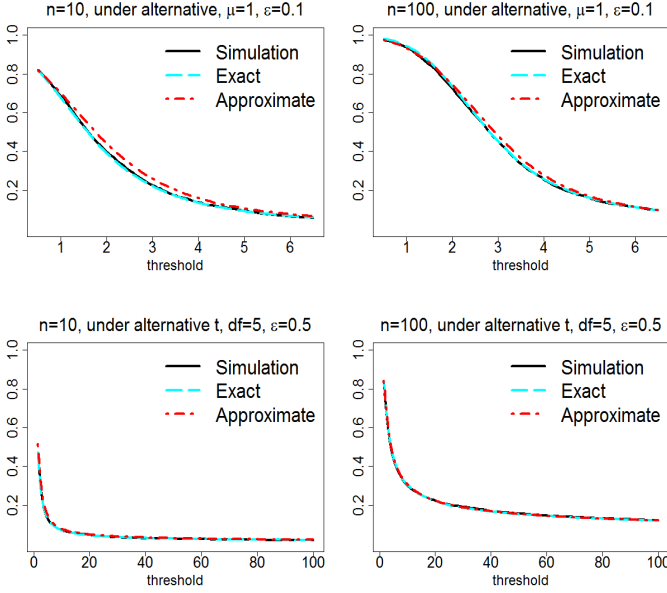 n=10, under alternative, μ=1, ε=0.1
1.0
0.8
0.6
0.4
0.2
Simulation
Exact
Approximate
1 2 3 4 5 6
threshold
n=100, under alternative, μ=1, ε=0.1
1.0
0.8
0.6
0.4
0.2
Simulation
Exact
Approximate
1 2 3 4 5 6
threshold
n=10, under alternative t, df=5, ε=0.5
1.0
0.8
0.6
0.4
0.2
Simulation
Exact
Approximate
0 20 40 60 80 100
threshold
n=100, under alternative t, df=5, ε=0.5
1.0
0.8
0.6
0.4
0.2
Simulation
Exact
Approximate
0 20 40 60 80 100
threshold